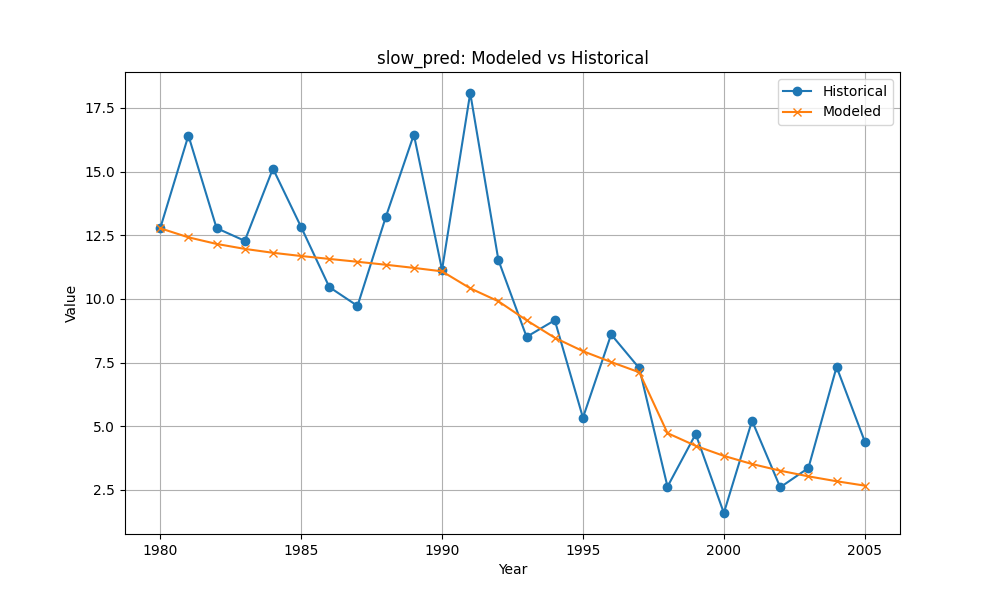 slow_pred: Modeled vs Historical
Historical
Modeled
Value
17.5
15.0
12.5
10.0
7.5
5.0
2.5
1980 1985 1990 1995 2000 2005
Year